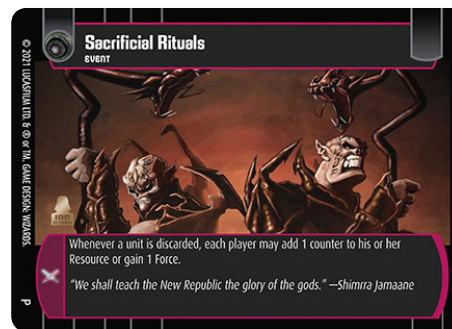 Sacrificial Rituals
EVENT
© 2021 LUCASFILM LTD. & ® or TM. GAME DESIGN: WIZARDS.
100
Whenever a unit is discarded, each player may add 1 counter to his or her
Resource or gain 1 Force.
"We shall teach the New Republic the glory of the gods." —Shimrra Jamaane
P